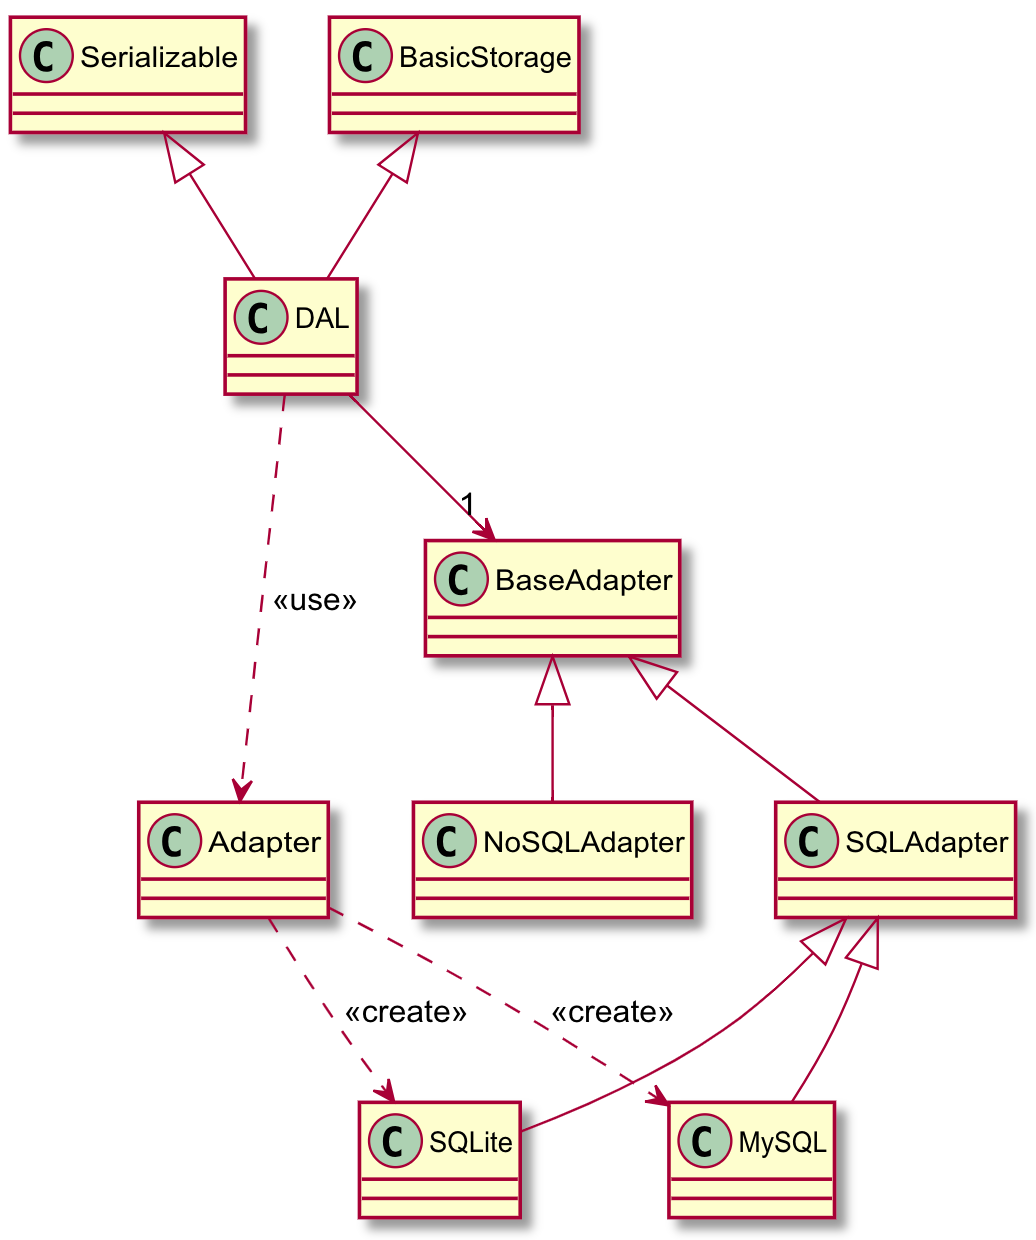 C Serializable
C BasicStorage
C DAL
1
C BaseAdapter
«use»
C Adapter
C NoSQLAdapter
C SQLAdapter
«create»
«create»
C SQLite
C MySQL